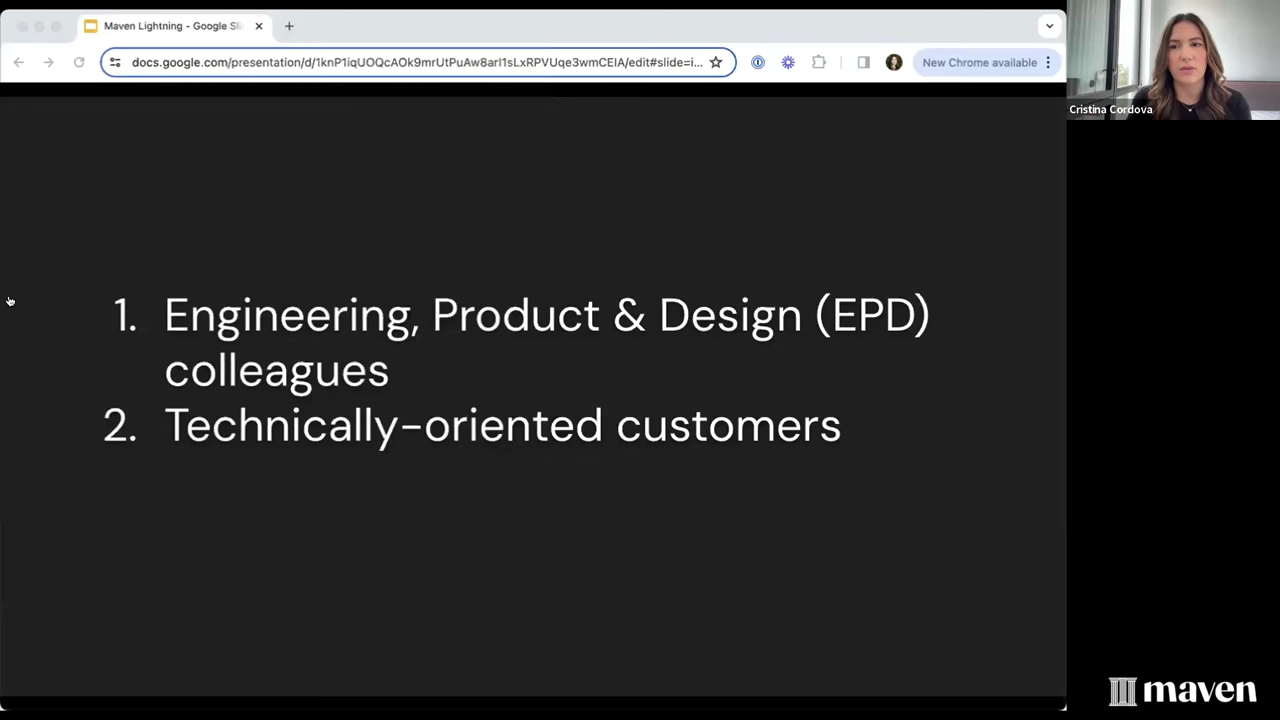 Maven Lightning - Google Sli
docs.google.com/presentation/d/1knP1iqUOQcAOk9mrUtPuAw8arI1sLxRPVUqe3wmCEIA/edit#slide=i...
New Chrome available
Cristina Cordova
1. Engineering, Product & Design (EPD)
colleagues
2. Technically-oriented customers
maven